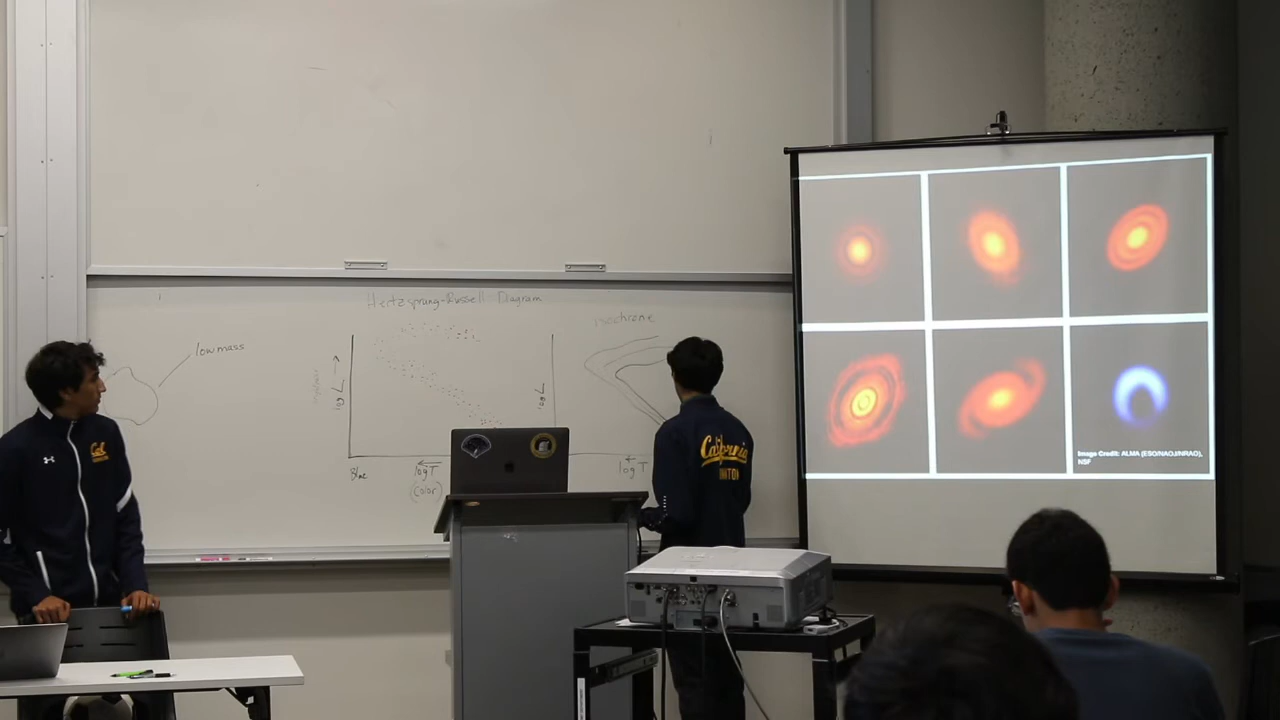 Hertzsprung-Russell Diagram
isochrone
low mass
log L
log L
Blue
log T
(color)
log T
Cal
California
Image Credit: ALMA (ESO/NAOJ/NRAO),
NSF